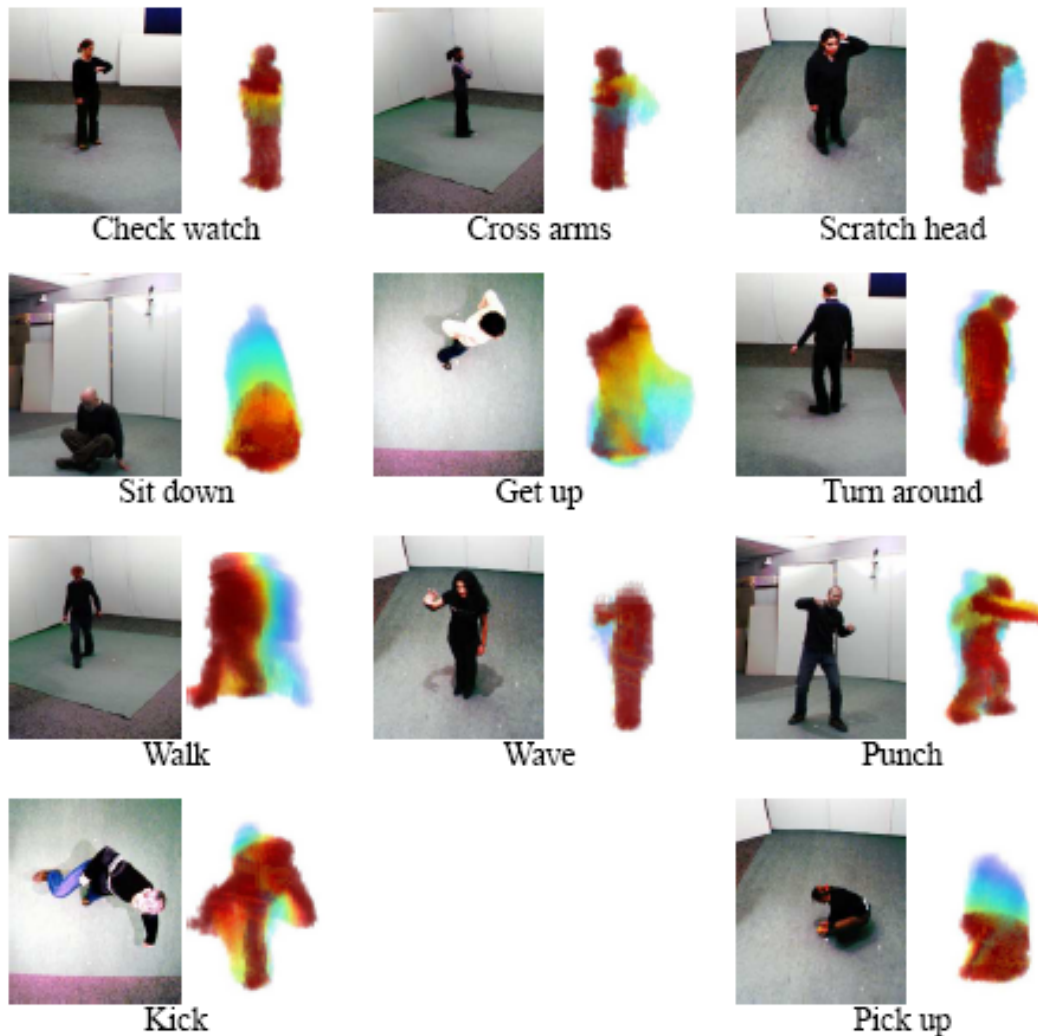 Check watch
Cross arms
Scratch head
Sit down
Get up
Turn around
Walk
Wave
Punch
Kick
Pick up